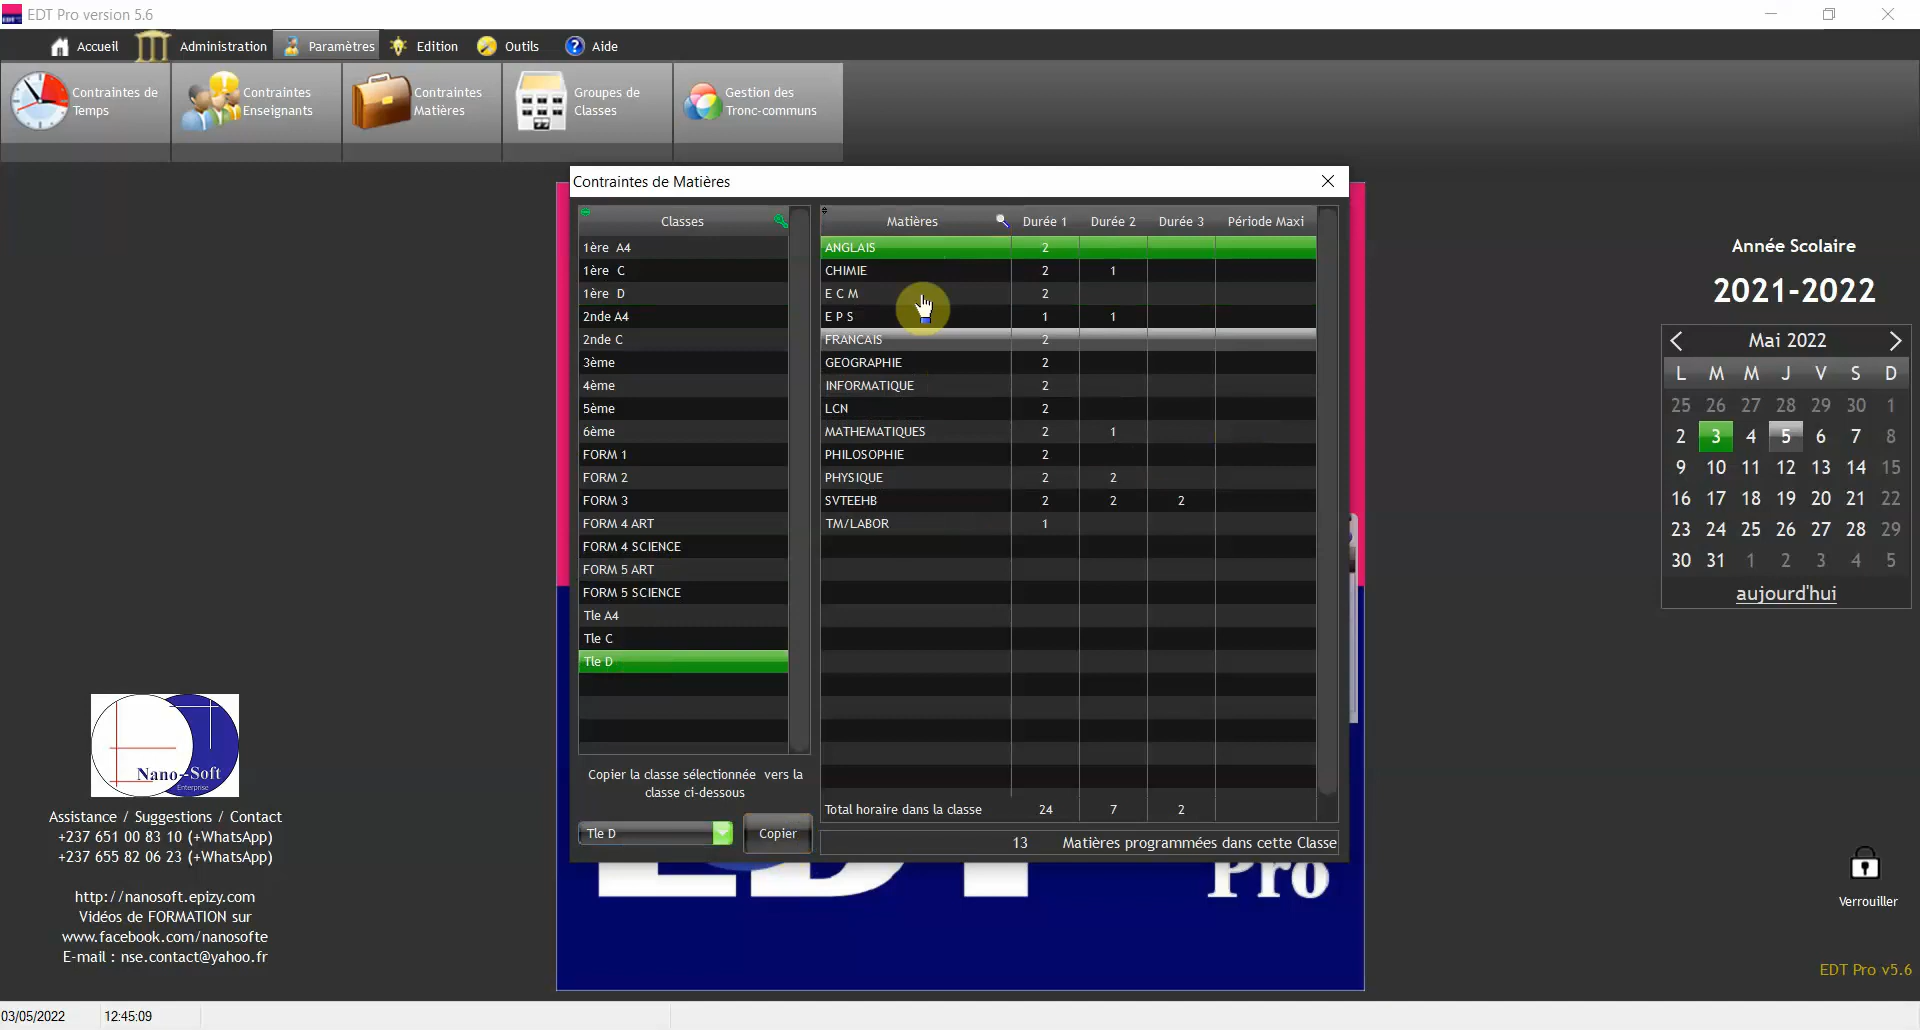 EDT Pro version 5.6
Accueil Administration Paramètres Edition Outils Aide
Contraintes de Temps
Contraintes Enseignants
Contraintes Matières
Groupes de Classes
Gestion des Tronc-communs
Contraintes de Matières
Classes
1ère A4
1ère C
1ère D
2nde A4
2nde C
3ème
4ème
5ème
6ème
FORM 1
FORM 2
FORM 3
FORM 4 ART
FORM 4 SCIENCE
FORM 5 ART
FORM 5 SCIENCE
Tle A4
Tle C
Tle D
Copier la classe sélectionnée vers la
classe ci-dessous
Tle D Copier
Matières Durée 1 Durée 2 Durée 3 Période Maxi
ANGLAIS 2
CHIMIE 2 1
E C M 2
E P S 1 1
FRANCAIS 2
GEOGRAPHIE 2
INFORMATIQUE 2
LCN 2
MATHEMATIQUES 2 1
PHILOSOPHIE 2
PHYSIQUE 2 2
SVTEEHB 2 2 2
TM/LABOR 1
Total horaire dans la classe 24 7 2
13 Matières programmées dans cette Classe
Pro
Année Scolaire
2021-2022
Mai 2022
L M M J V S D
25 26 27 28 29 30 1
2 3 4 5 6 7 8
9 10 11 12 13 14 15
16 17 18 19 20 21 22
23 24 25 26 27 28 29
30 31 1 2 3 4 5
aujourd'hui
Nano-Soft
Enterprise
Assistance / Suggestions / Contact
+237 651 00 83 10 (+WhatsApp)
+237 655 82 06 23 (+WhatsApp)
http://nanosoft.epizy.com
Vidéos de FORMATION sur
www.facebook.com/nanosofte
E-mail : nse.contact@yahoo.fr
Verrouiller
EDT Pro v5.6
03/05/2022 12:45:09